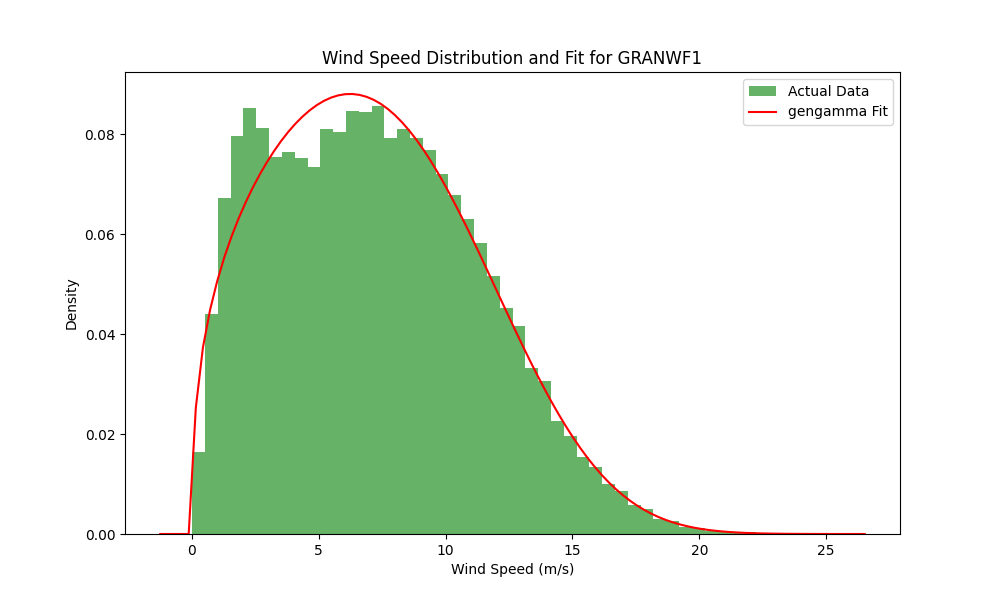 Wind Speed Distribution and Fit for GRANWF1
Actual Data
gengamma Fit
Density
0.08
0.06
0.04
0.02
0.00
0
5
10
15
20
25
Wind Speed (m/s)